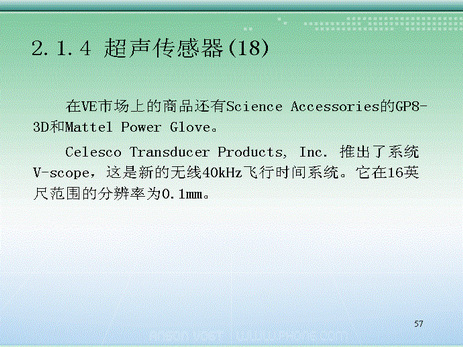 2.1.4 超声传感器(18)
在VE市场上的商品还有Science Accessories的GP8-
3D和Mattel Power Glove。
Celesco Transducer Products, Inc. 推出了系统
V-scope，这是新的无线40kHz飞行时间系统。它在16英
尺范围的分辨率为0.1mm。
57